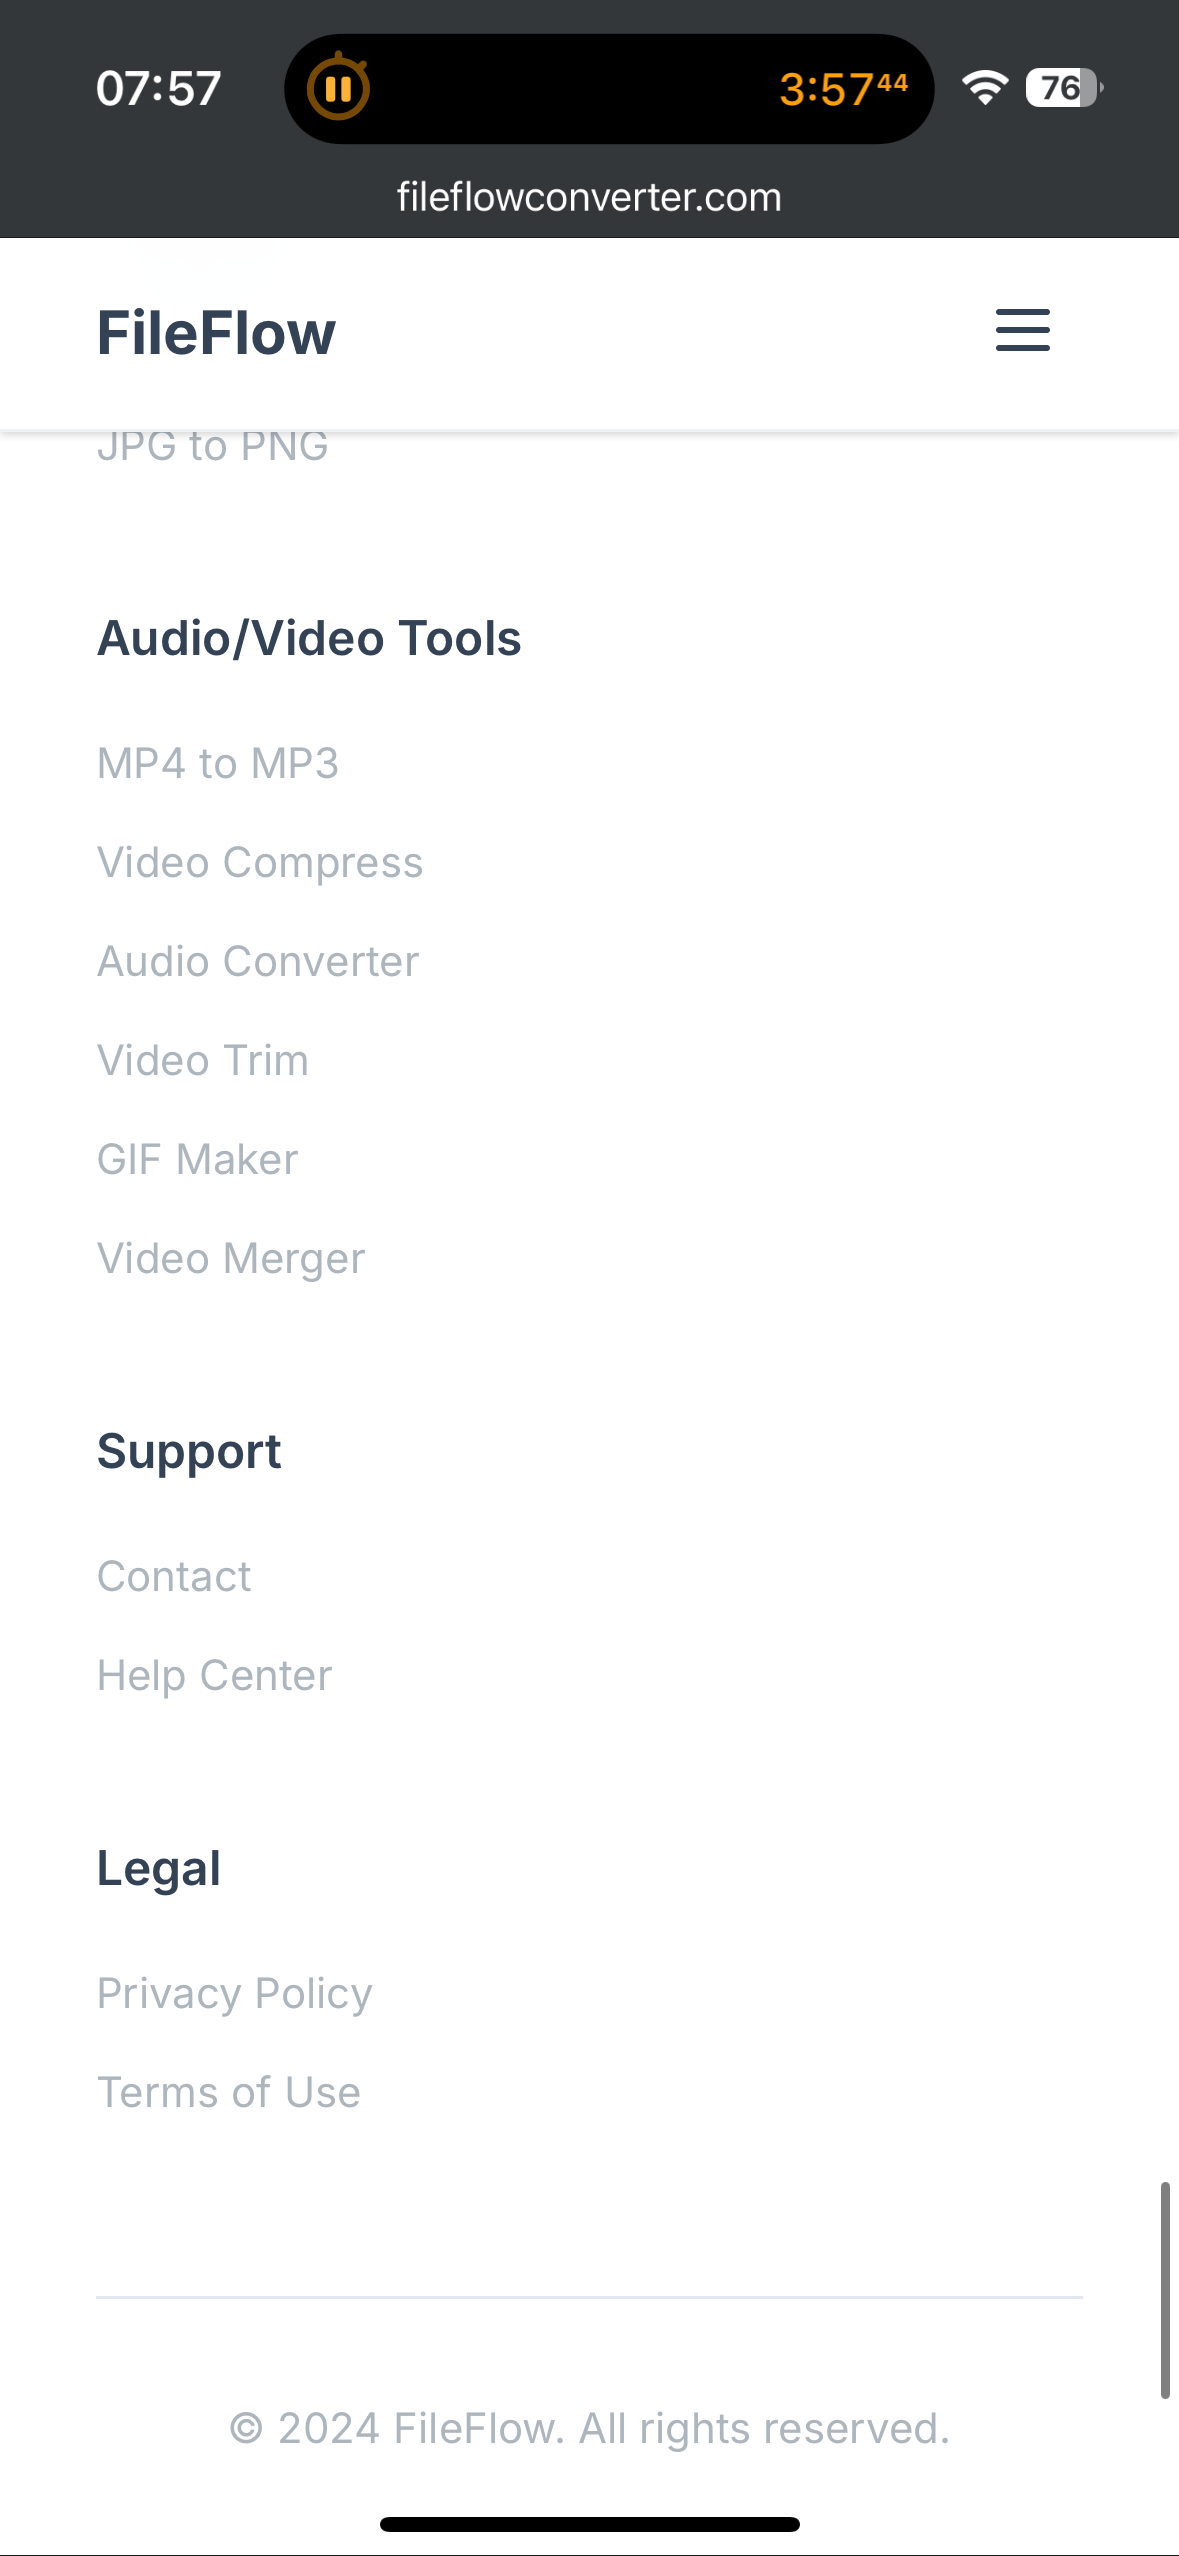 07:57
3:57⁴⁴
76
fileflowconverter.com
FileFlow
JPG to PNG
Audio/Video Tools
MP4 to MP3
Video Compress
Audio Converter
Video Trim
GIF Maker
Video Merger
Support
Contact
Help Center
Legal
Privacy Policy
Terms of Use
© 2024 FileFlow. All rights reserved.